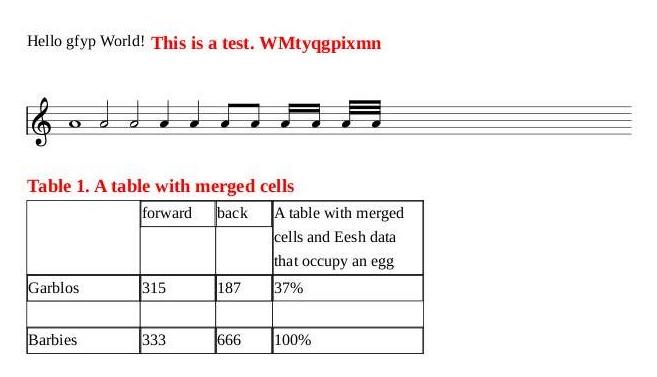 Hello gfyp World! This is a test. WMtyqgpixmn
Table 1. A table with merged cells
forward back A table with merged
cells and Eesh data
that occupy an egg
Garblos 315 187 37%
Barbies 333 666 100%